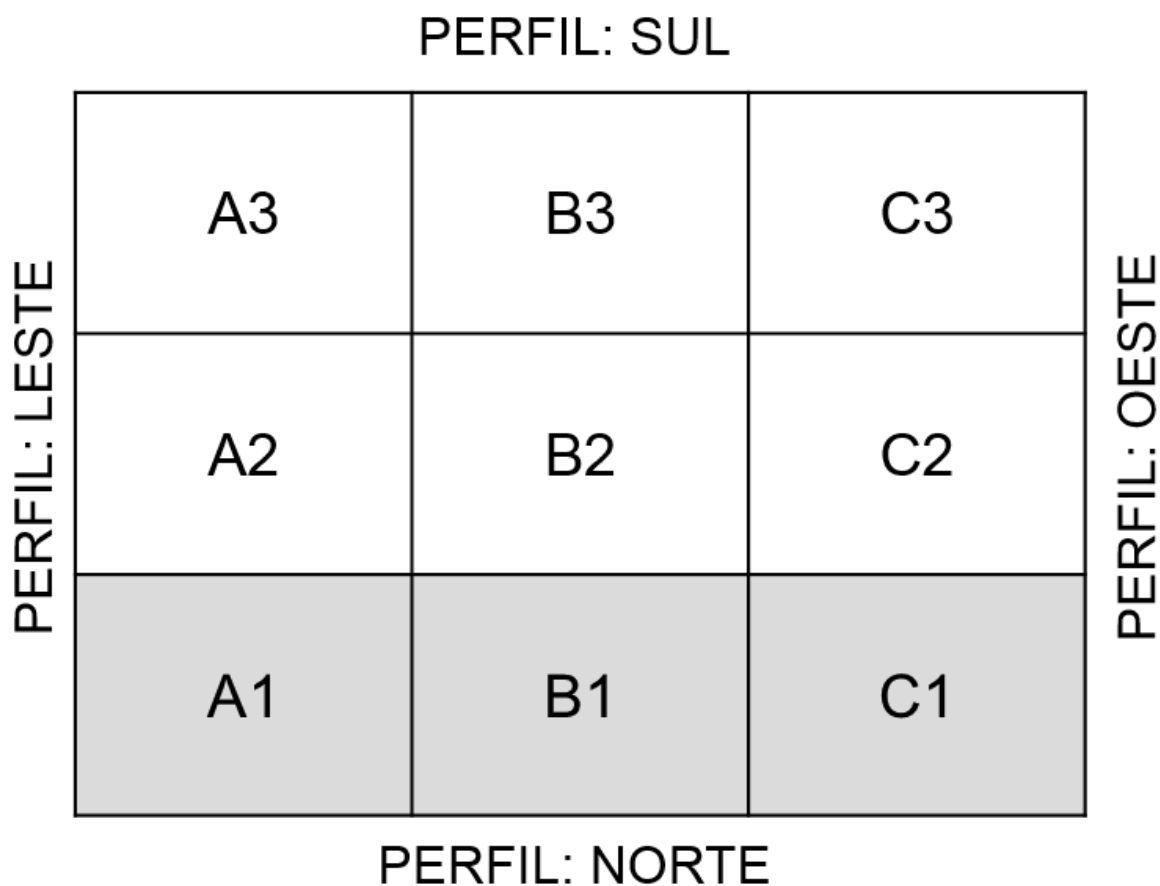 PERFIL: SUL
A3 B3 C3
PERFIL: LESTE
PERFIL: OESTE
A2 B2 C2
A1 B1 C1
PERFIL: NORTE